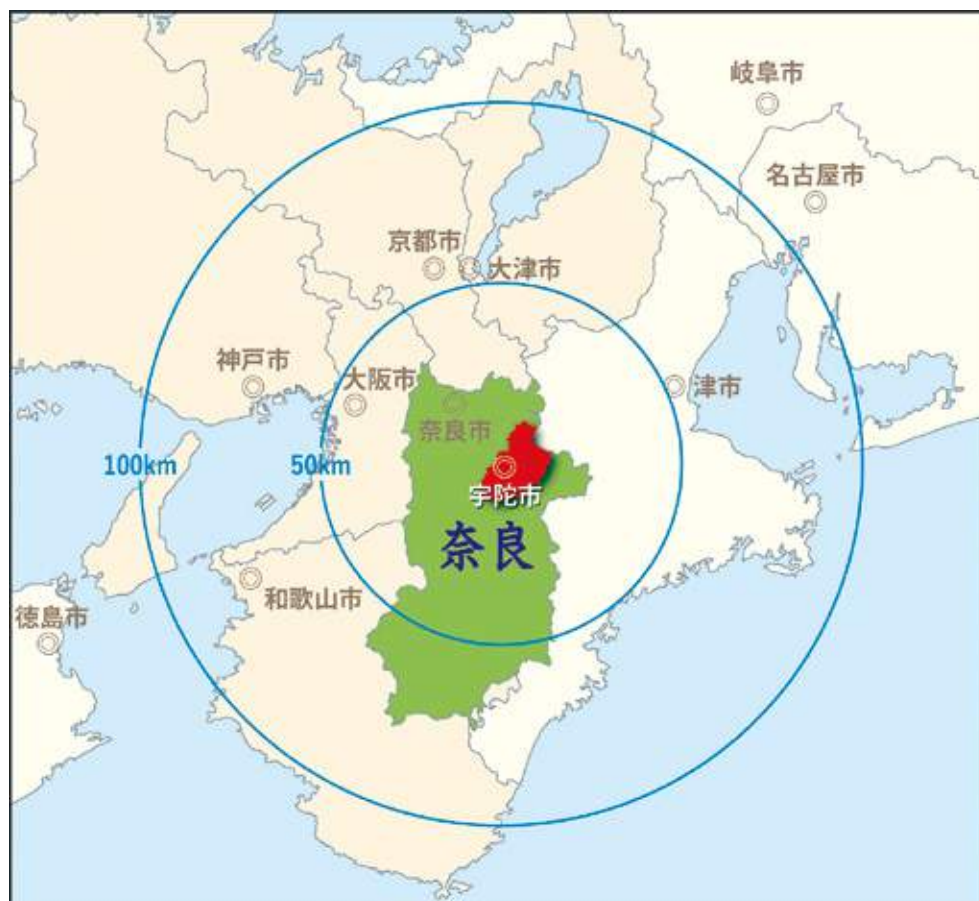 岐阜市
名古屋市
京都市
大津市
神戸市
大阪市
津市
奈良市
100km
50km
宇陀市
奈良
和歌山市
徳島市